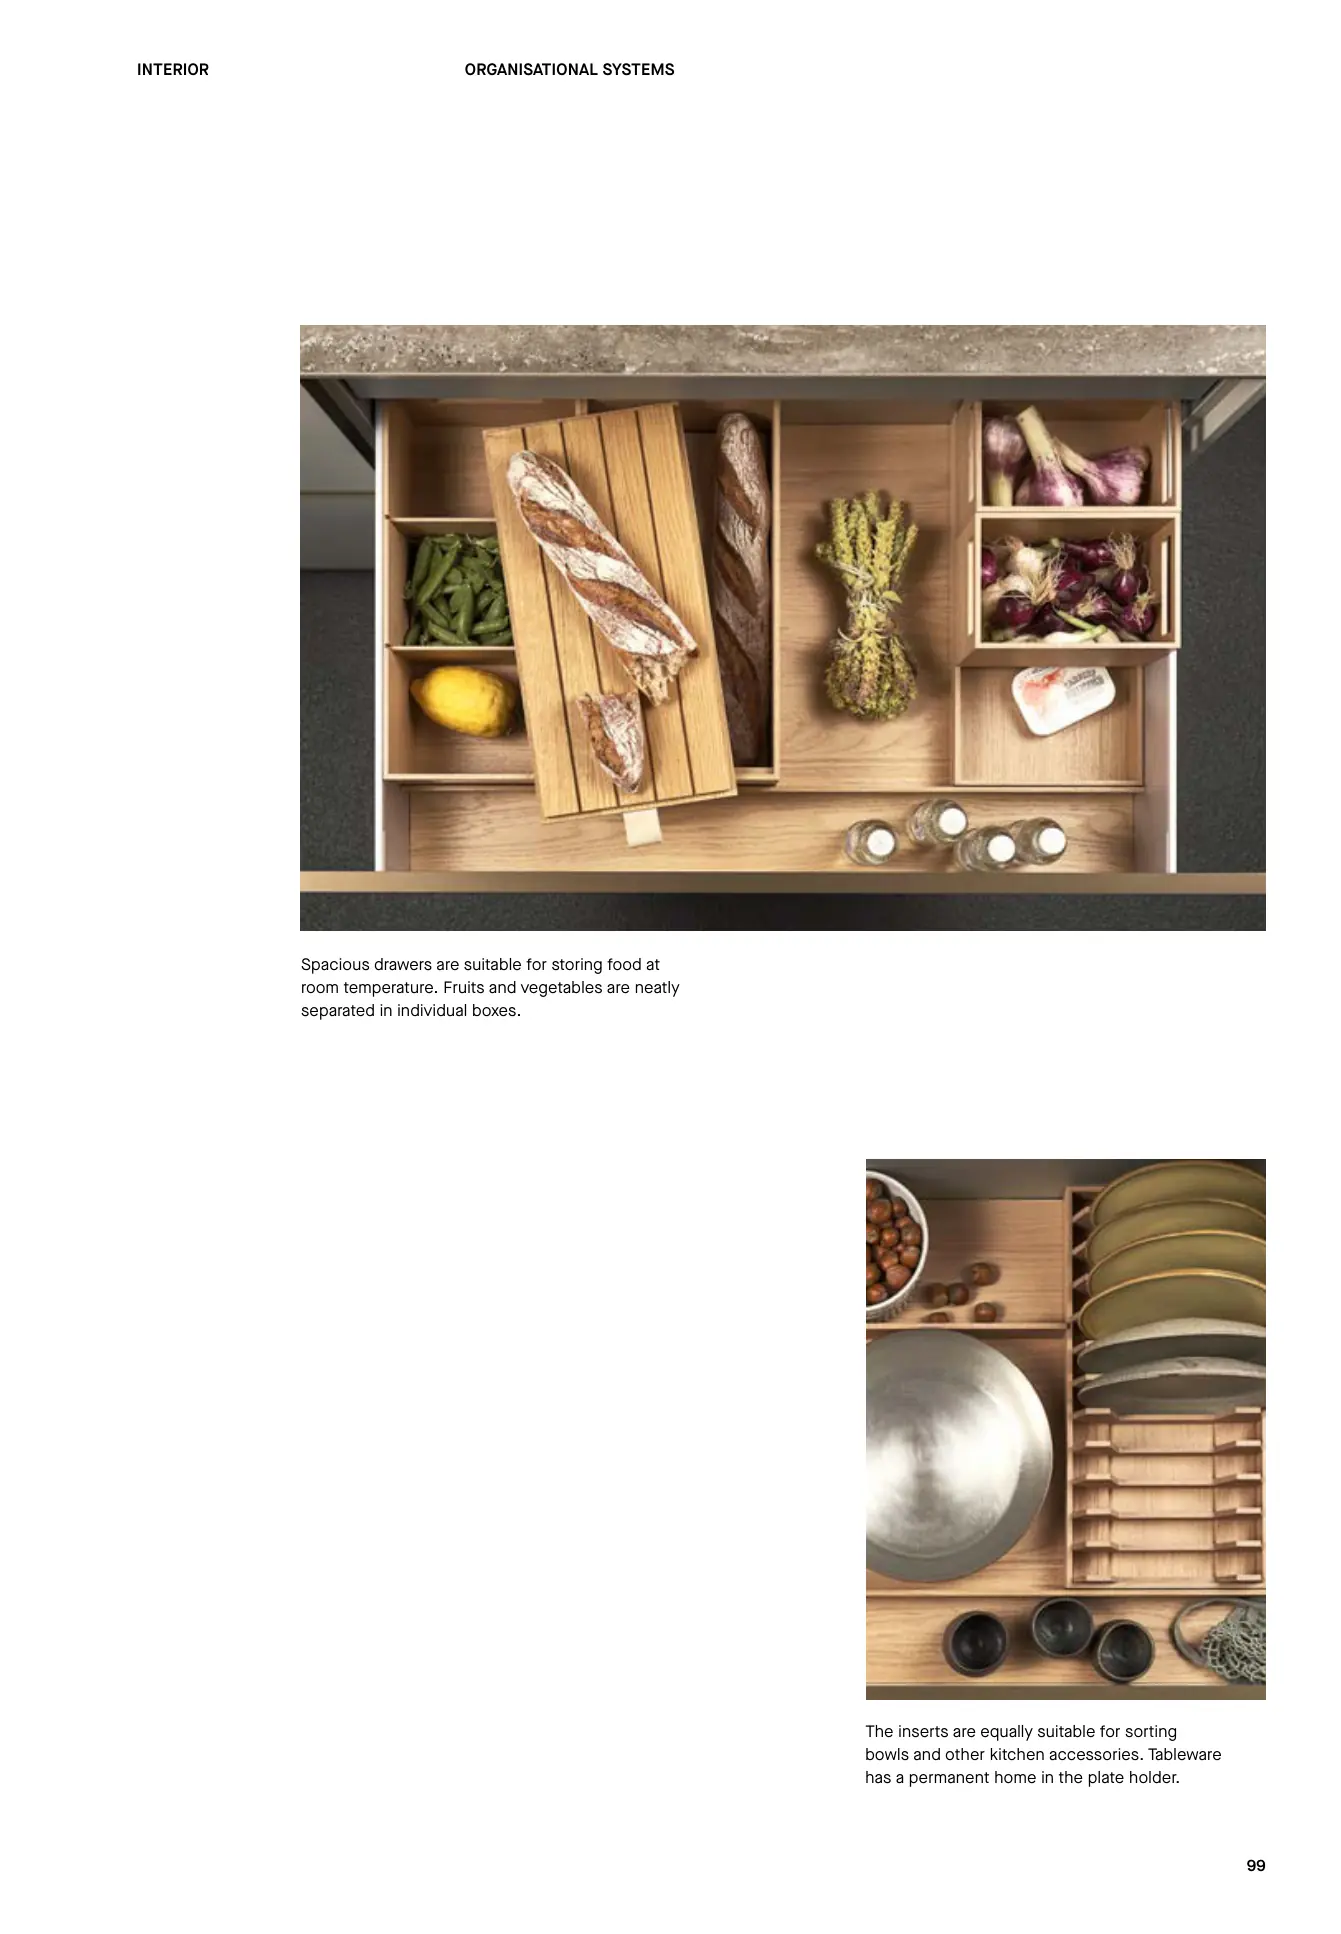 INTERIOR
ORGANISATIONAL SYSTEMS
Spacious drawers are suitable for storing food at
room temperature. Fruits and vegetables are neatly
separated in individual boxes.
The inserts are equally suitable for sorting
bowls and other kitchen accessories. Tableware
has a permanent home in the plate holder.
99